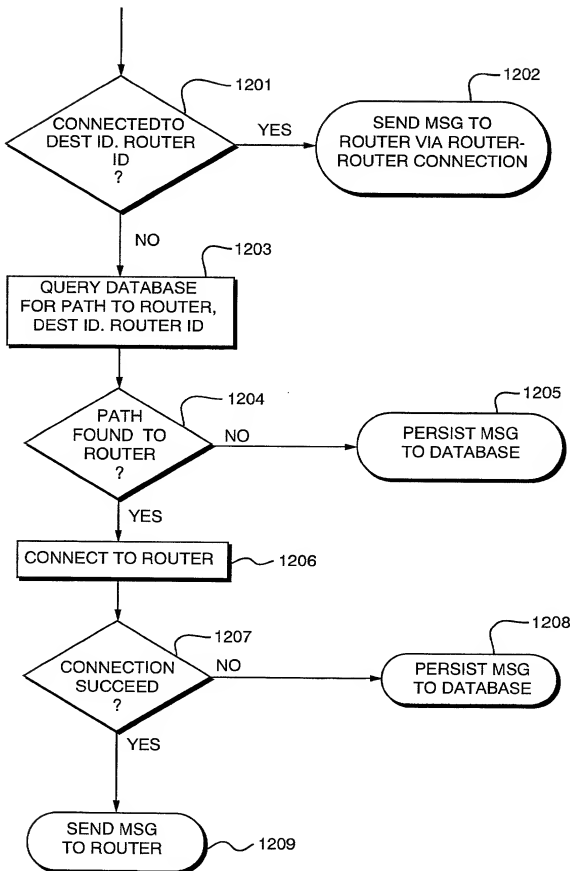 1201
CONNECTEDTO
DEST ID. ROUTER
ID
?
YES
1202
SEND MSG TO
ROUTER VIA ROUTER-
ROUTER CONNECTION
NO
1203
QUERY DATABASE
FOR PATH TO ROUTER,
DEST ID. ROUTER ID
1204
PATH
FOUND TO
ROUTER
?
NO
1205
PERSIST MSG
TO DATABASE
YES
CONNECT TO ROUTER
1206
1207
CONNECTION
SUCCEED
?
NO
1208
PERSIST MSG
TO DATABASE
YES
SEND MSG
TO ROUTER
1209